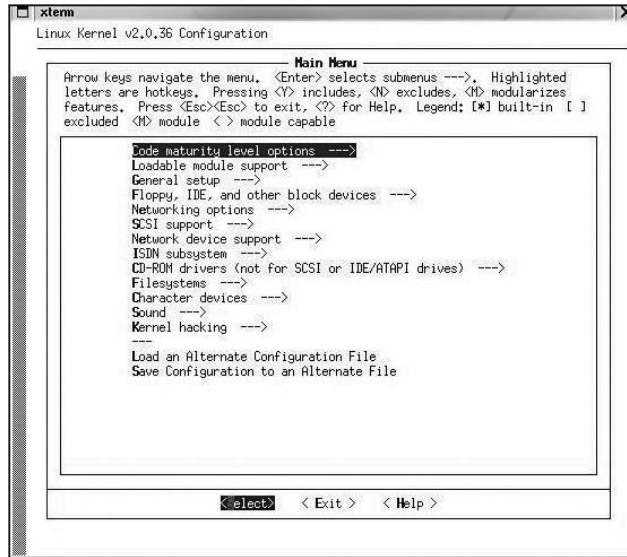 xterm
Linux Kernel v2.0.36 Configuration
Main Menu
Arrow keys navigate the menu. <Enter> selects submenus --->. Highlighted
letters are hotkeys. Pressing <Y> includes, <N> excludes, <M> modularizes
features. Press <Esc><Esc> to exit, <?> for Help. Legend: [*] built-in [ ]
excluded <M> module < > module capable
Code maturity level options --->
Loadable module support --->
General setup --->
Floppy, IDE, and other block devices --->
Networking options --->
SCSI support --->
Network device support --->
ISDN subsystem --->
CD-ROM drivers (not for SCSI or IDE/ATAPI drives) --->
Filesystems --->
Character devices --->
Sound --->
Kernel hacking --->
---
Load an Alternate Configuration File
Save Configuration to an Alternate File
<Select> < Exit > < Help >